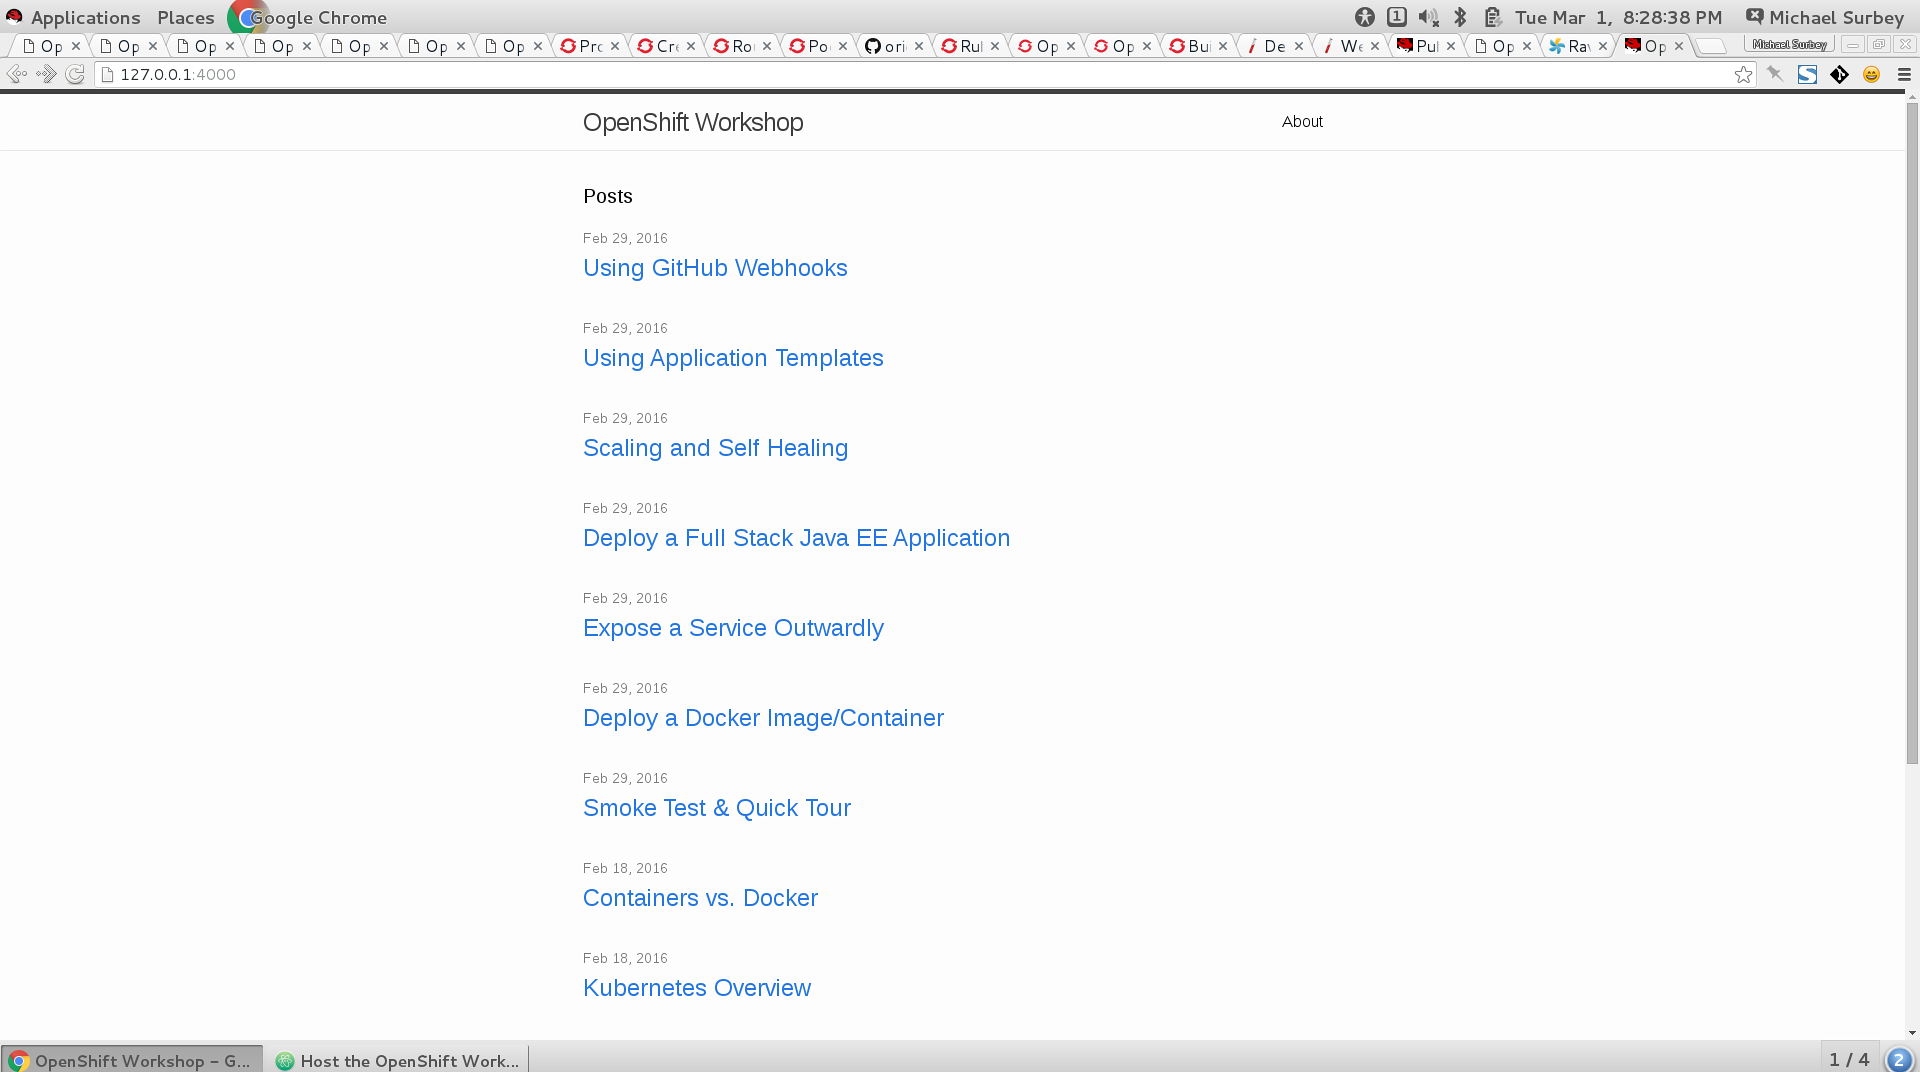 Applications Places Google Chrome 1 Tue Mar 1, 8:28:38 PM Michael Surbey
Op Op Op Op Op Op Op Pro Cre Ro Po ori Rul Op Op Bui De We Pul Op Rav Op Michael Surbey
127.0.0.1:4000
OpenShift Workshop About
Posts
Feb 29, 2016
Using GitHub Webhooks
Feb 29, 2016
Using Application Templates
Feb 29, 2016
Scaling and Self Healing
Feb 29, 2016
Deploy a Full Stack Java EE Application
Feb 29, 2016
Expose a Service Outwardly
Feb 29, 2016
Deploy a Docker Image/Container
Feb 29, 2016
Smoke Test & Quick Tour
Feb 18, 2016
Containers vs. Docker
Feb 18, 2016
Kubernetes Overview
OpenShift Workshop - G... Host the OpenShift Work... 1 / 4 2